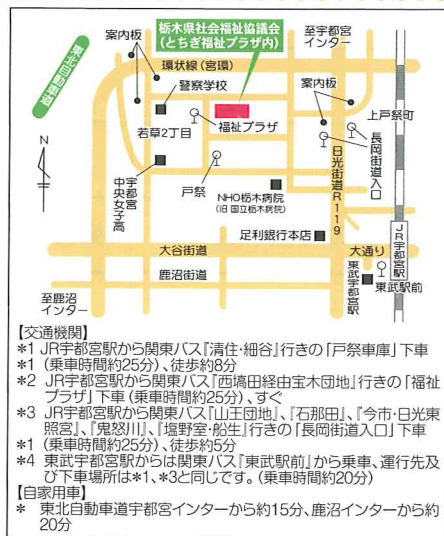 栃木県社会福祉協議会
(とちぎ福祉プラザ内)
至宇都宮
インター
東北自動車道
案内板
環状線(宮環)
警察学校
案内板
上戸祭町
若草2丁目
福祉プラザ
長岡街道入口
N
宇都宮
中央女子高
戸祭
NHO栃木病院
(旧 国立栃木病院)
日光街道R119
足利銀行本店
JR宇都宮駅
大谷街道
大通り
鹿沼街道
東武宇都宮駅
東武駅前
至鹿沼
インター
【交通機関】
*1 JR宇都宮駅から関東バス『清住・細谷』行きの「戸祭車庫」下車
*1 (乗車時間約25分)、徒歩約8分
*2 JR宇都宮駅から関東バス『西塙田経由宝木団地』行きの「福祉
プラザ」下車(乗車時間約25分)、すぐ
*3 JR宇都宮駅から関東バス『山王団地』、『石那田』、『今市・日光東
照宮』、『鬼怒川』、『塩野室・船生』行きの「長岡街道入口」下車
*1 (乗車時間約25分)、徒歩約5分
*4 東武宇都宮駅からは関東バス『東武駅前』から乗車、運行先及
び下車場所は*1、*3と同じです。(乗車時間約20分)
【自家用車】
* 東北自動車道宇都宮インターから約15分、鹿沼インターから約
20分